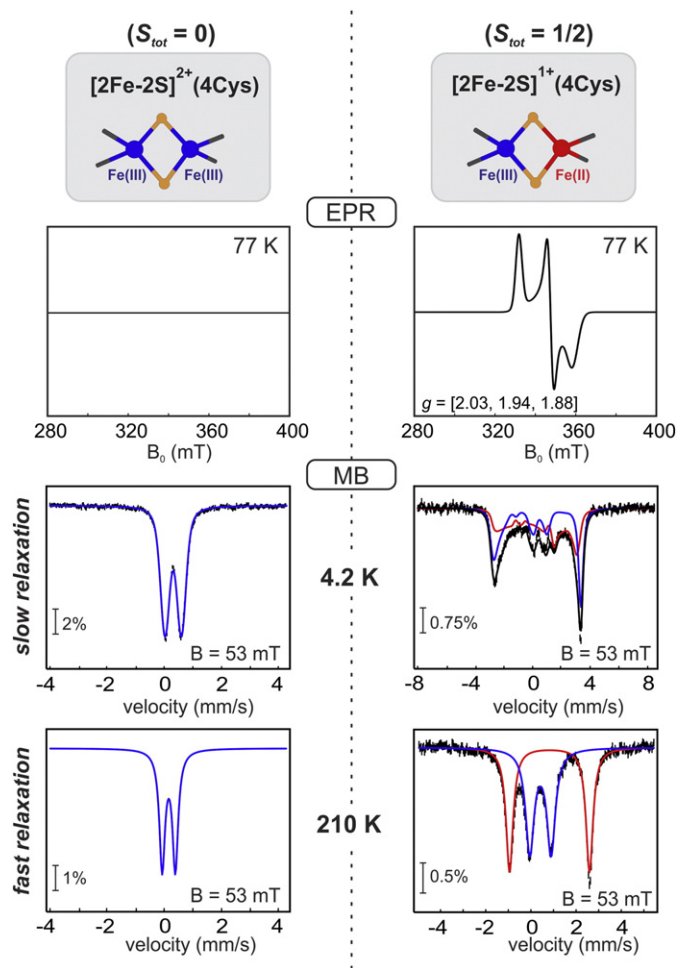 (S_tot = 0)
(S_tot = 1/2)
[2Fe-2S]²⁺(4Cys)
Fe(III) Fe(III)
[2Fe-2S]¹⁺(4Cys)
Fe(III) Fe(II)
EPR
77 K
280 320 360 400
B₀ (mT)
77 K
g = [2.03, 1.94, 1.88]
280 320 360 400
B₀ (mT)
MB
slow relaxation
2%
B = 53 mT
-4 -2 0 2 4
velocity (mm/s)
4.2 K
0.75%
B = 53 mT
-8 -4 0 4 8
velocity (mm/s)
fast relaxation
1%
B = 53 mT
-4 -2 0 2 4
velocity (mm/s)
210 K
0.5%
B = 53 mT
-4 -2 0 2 4
velocity (mm/s)